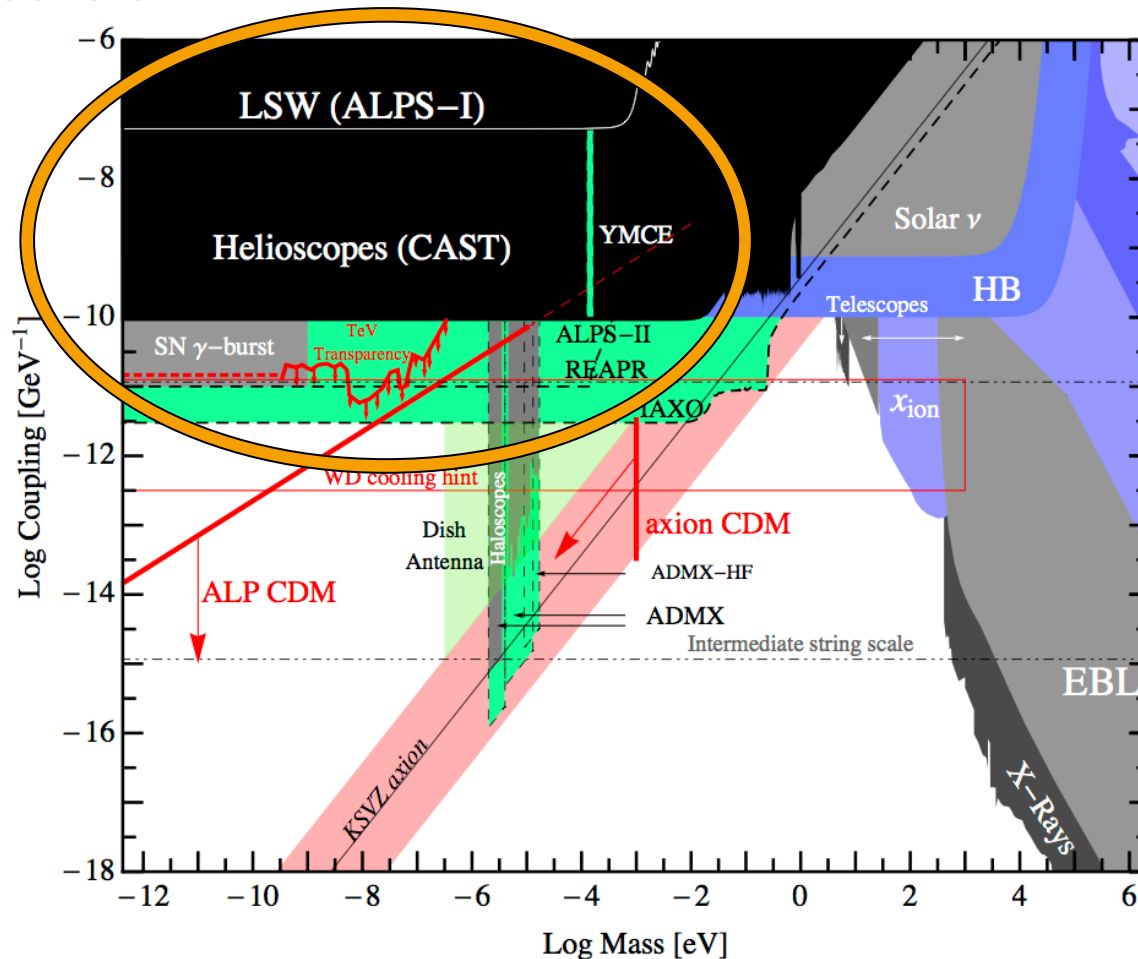 −6
LSW (ALPS−I)
−8
Helioscopes (CAST)
YMCE
Solar ν
HB
Telescopes
−10
SN γ−burst
TeV
Transparency
ALPS−II
REAPR
IAXO
x_ion
−12
WD cooling hint
Dish
Antenna
Haloscopes
axion CDM
ADMX−HF
ALP CDM
−14
ADMX
Intermediate string scale
EBL
−16
KSVZ axion
X−Rays
−18
−12 −10 −8 −6 −4 −2 0 2 4 6
Log Mass [eV]
Log Coupling [GeV⁻¹]